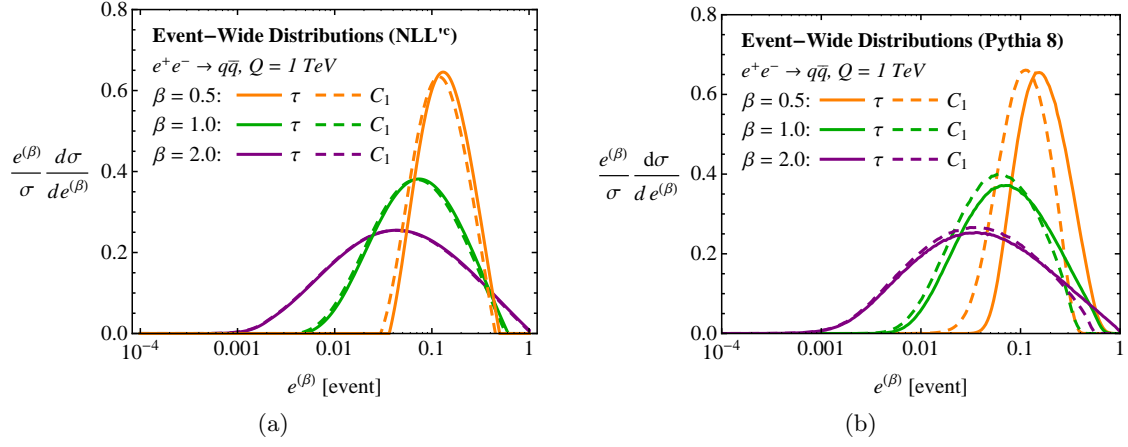 Event−Wide Distributions (NLL'ᶜ)
e⁺e⁻ → qq̅, Q = 1 TeV
β = 0.5: τ C₁
β = 1.0: τ C₁
β = 2.0: τ C₁
e^(β)/σ dσ/de^(β)
0.8
0.6
0.4
0.2
0.0
10⁻⁴ 0.001 0.01 0.1 1
e^(β) [event]
(a)
Event−Wide Distributions (Pythia 8)
e⁺e⁻ → qq̅, Q = 1 TeV
β = 0.5: τ C₁
β = 1.0: τ C₁
β = 2.0: τ C₁
e^(β)/σ dσ/d e^(β)
0.8
0.6
0.4
0.2
0.0
10⁻⁴ 0.001 0.01 0.1 1
e^(β) [event]
(b)